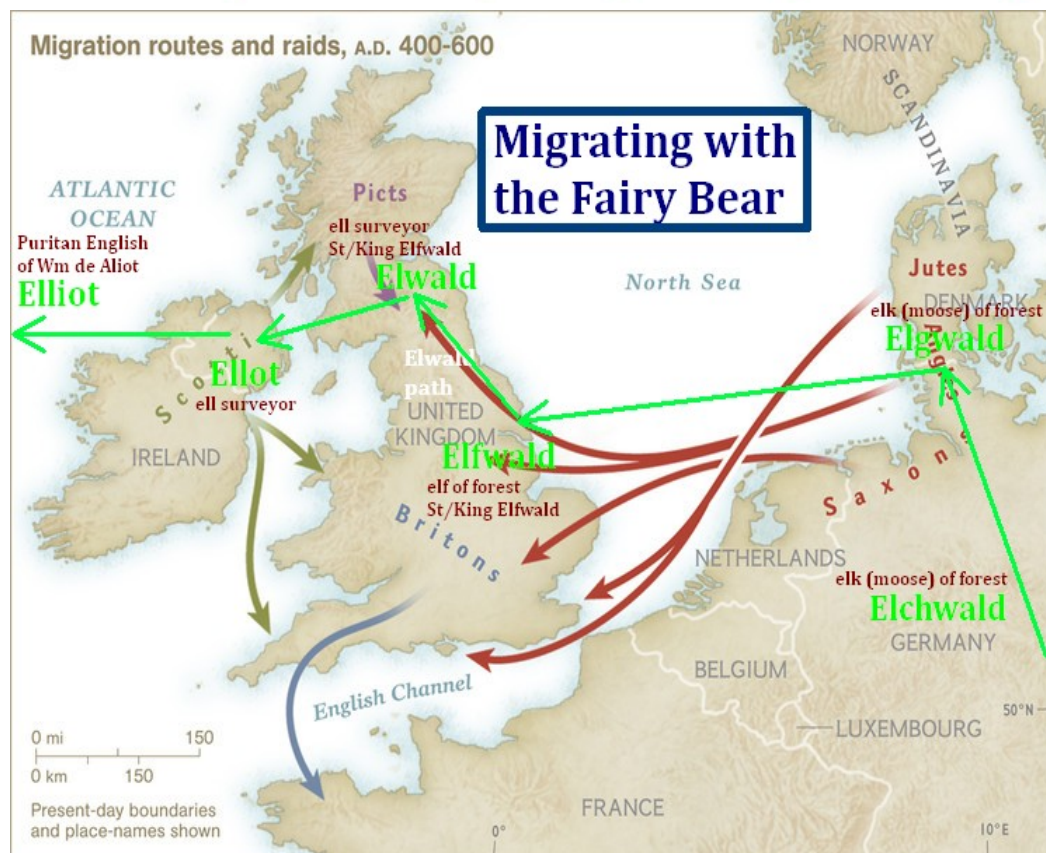 Migration routes and raids, A.D. 400-600
NORWAY
SCANDINAVIA
Migrating with
the Fairy Bear
ATLANTIC
OCEAN
Picts
Puritan English
of Wm de Aliot
Elliot
ell surveyor
St/King Elfwald
Elwald
North Sea
Jutes
DENMARK
elk (moose) of forest
Elgwald
Angles
Scotti
Ellot
ell surveyor
Elwald
path
UNITED
KINGDOM
IRELAND
Elfwald
elf of forest
St/King Elfwald
Britons
Saxons
NETHERLANDS
elk (moose) of forest
Elchwald
GERMANY
BELGIUM
English Channel
LUXEMBOURG
50°N
0 mi 150
0 km 150
Present-day boundaries
and place-names shown
FRANCE
0°
10°E